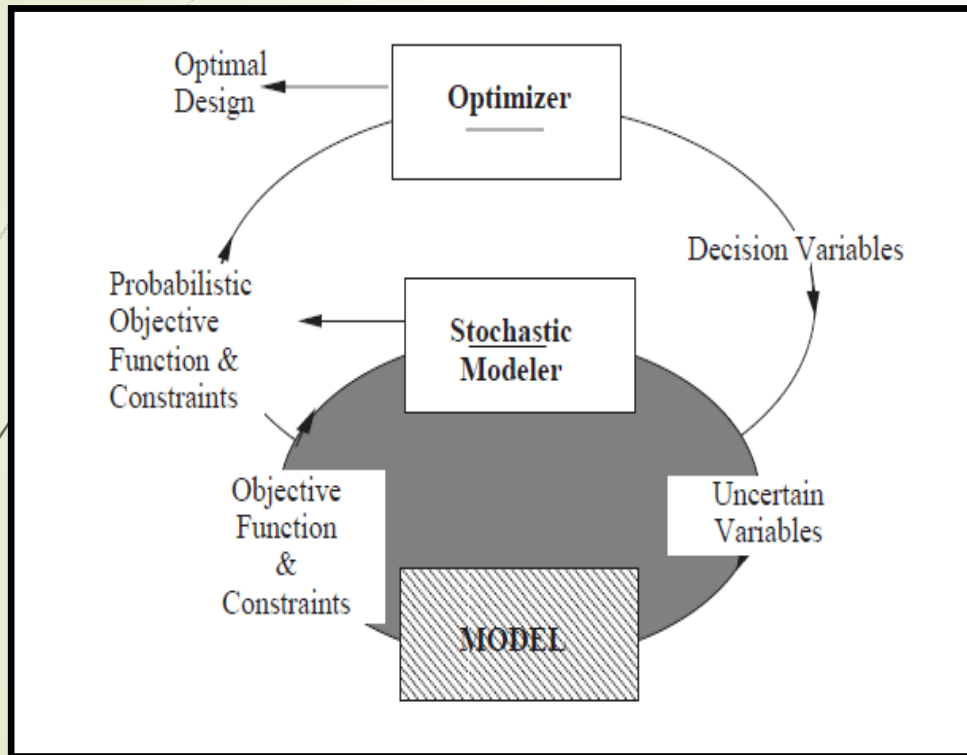 Optimal
Design
Optimizer
Decision Variables
Probabilistic
Objective
Function &
Constraints
Stochastic
Modeler
Objective
Function
&
Constraints
Uncertain
Variables
MODEL